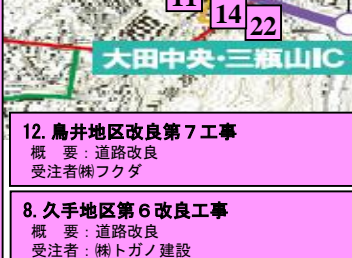 11
14
22
大田中央・三瓶山IC
12. 鳥井地区改良第７工事
概　要：道路改良
受注者㈱フクダ
8. 久手地区第６改良工事
概　要：道路改良
受注者：㈱トガノ建設